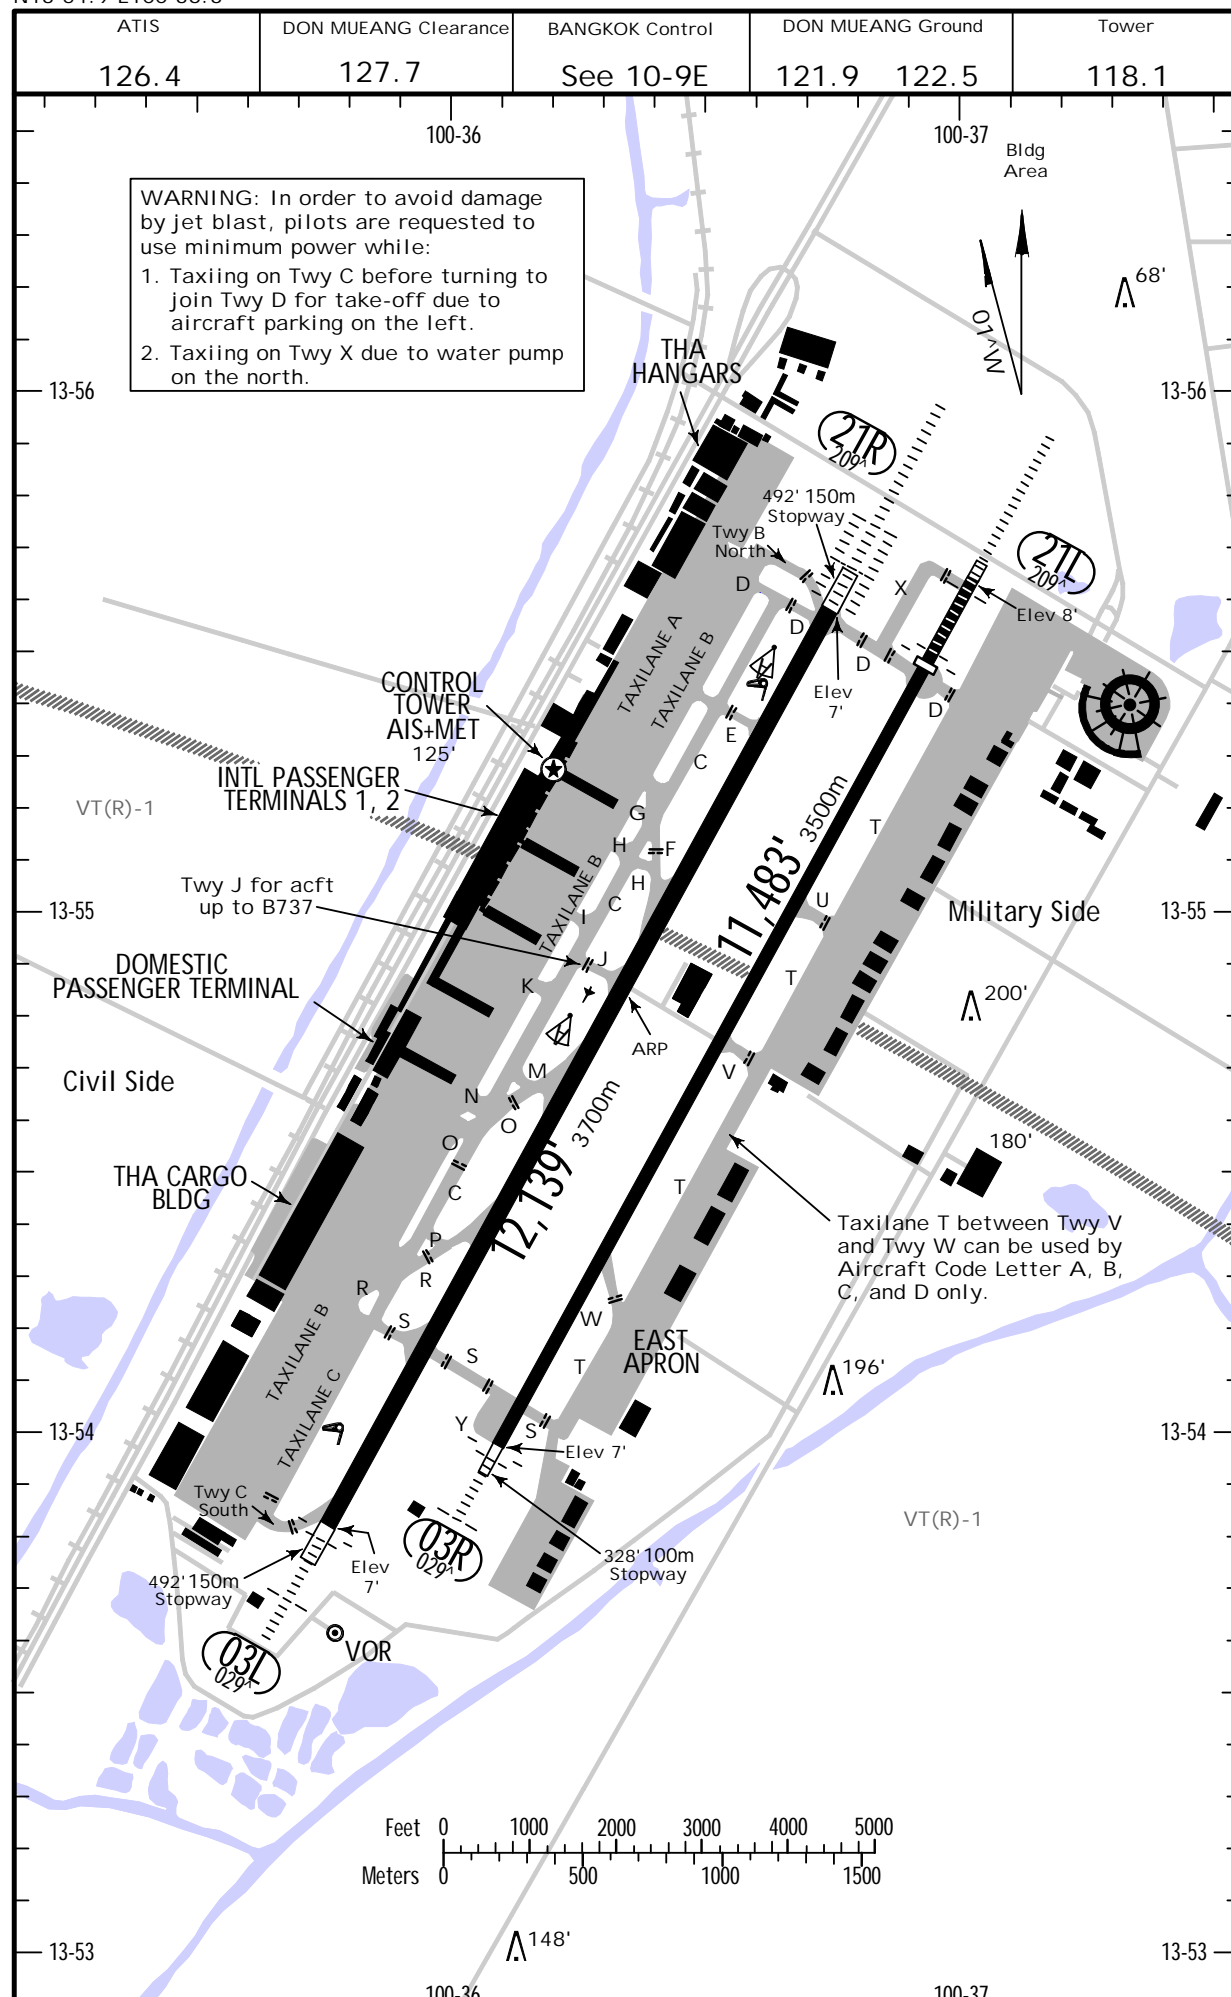 ATIS
126.4
DON MUEANG Clearance
127.7
BANGKOK Control
See 10-9E
DON MUEANG Ground
121.9 122.5
Tower
118.1
100-36
100-37
Bldg
Area
WARNING: In order to avoid damage
by jet blast, pilots are requested to
use minimum power while:
1. Taxiing on Twy C before turning to
join Twy D for take-off due to
aircraft parking on the left.
2. Taxiing on Twy X due to water pump
on the north.
68'
01^W
THA
HANGARS
13-56
13-56
21R
209^
492' 150m
Stopway
Twy B
North
21L
209^
D
X
Elev 8'
D
D
D
D
TAXILANE A
TAXILANE B
CONTROL
TOWER
AIS+MET
125'
Elev
7'
E
C
INTL PASSENGER
TERMINALS 1, 2
VT(R)-1
G
H
F
H
11,483' 3500m
T
Twy J for acft
up to B737
TAXILANE B
I
C
U
13-55
Military Side
13-55
J
DOMESTIC
PASSENGER TERMINAL
K
T
200'
ARP
Civil Side
M
V
N
O
12,139' 3700m
O
180'
THA CARGO
BLDG
C
T
Taxilane T between Twy V
and Twy W can be used by
Aircraft Code Letter A, B,
C, and D only.
P
R
R
S
W
EAST
APRON
S
T
196'
TAXILANE B
TAXILANE C
13-54
Y
S
13-54
Elev 7'
Twy C
South
VT(R)-1
03R
029^
328' 100m
Stopway
Elev
7'
492' 150m
Stopway
03L
029^
VOR
Feet 0 1000 2000 3000 4000 5000
Meters 0 500 1000 1500
148'
13-53
13-53
100-36
100-37